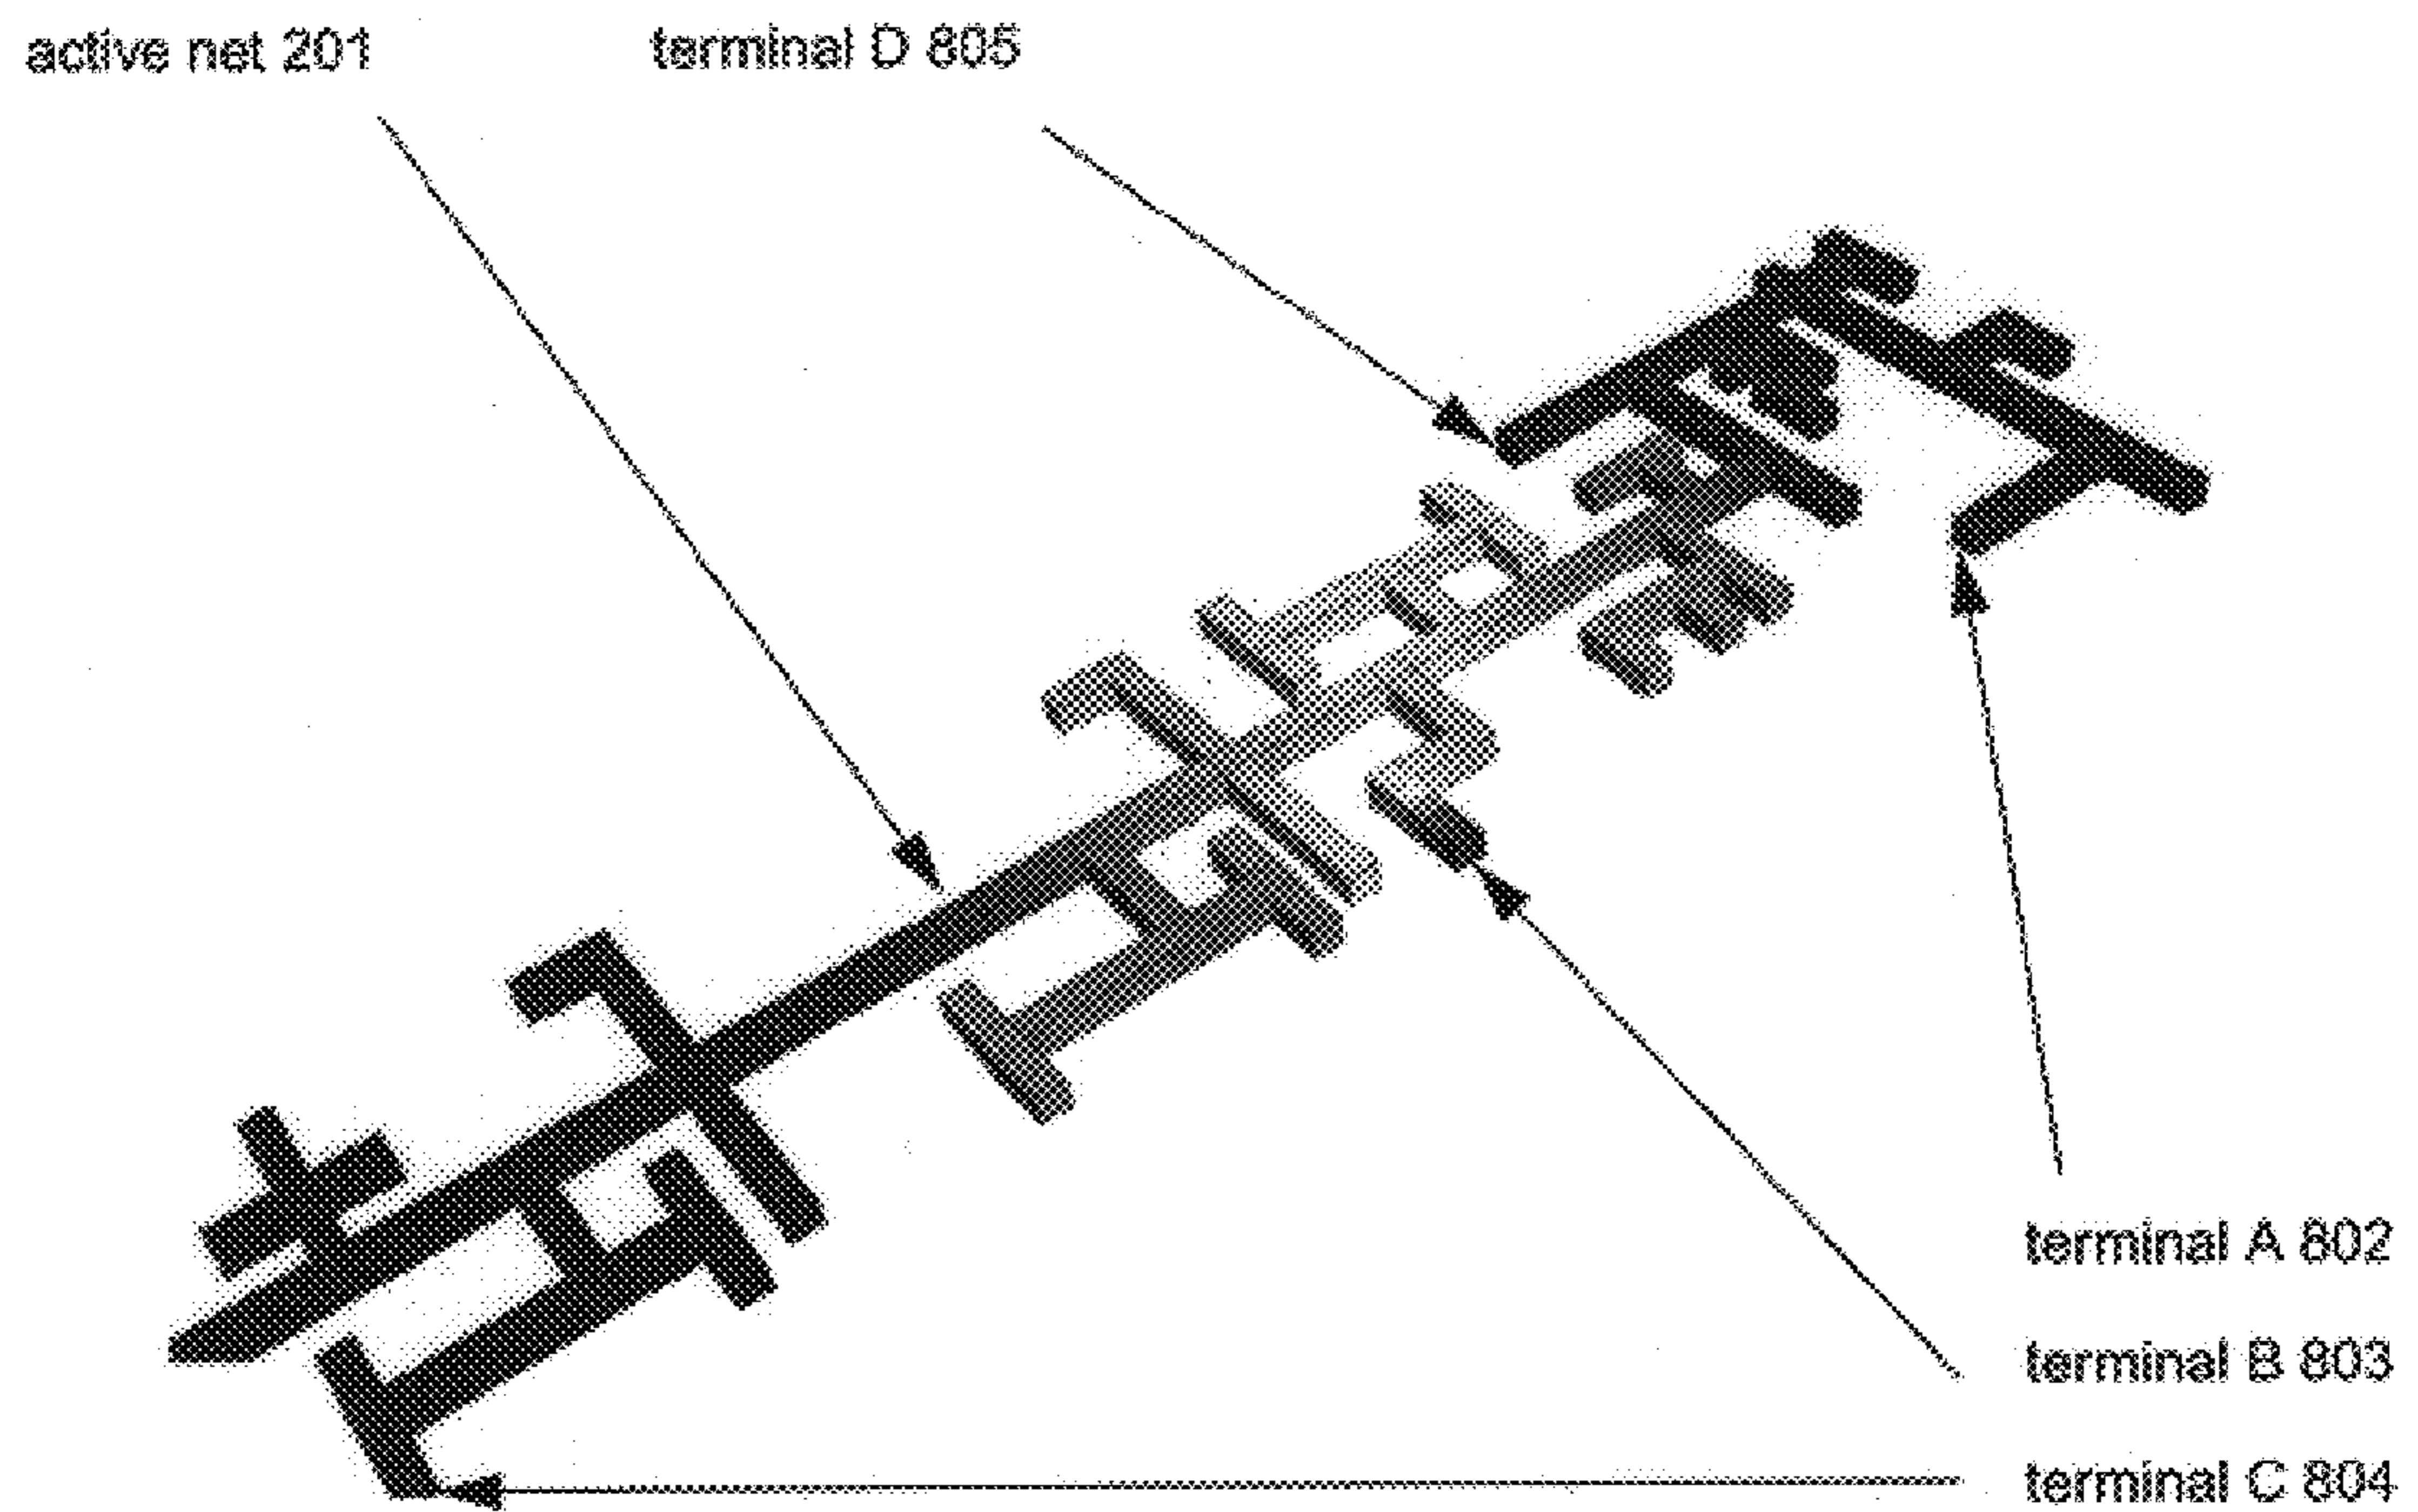 active net 201
terminal D 805
terminal A 802
terminal B 803
terminal C 804